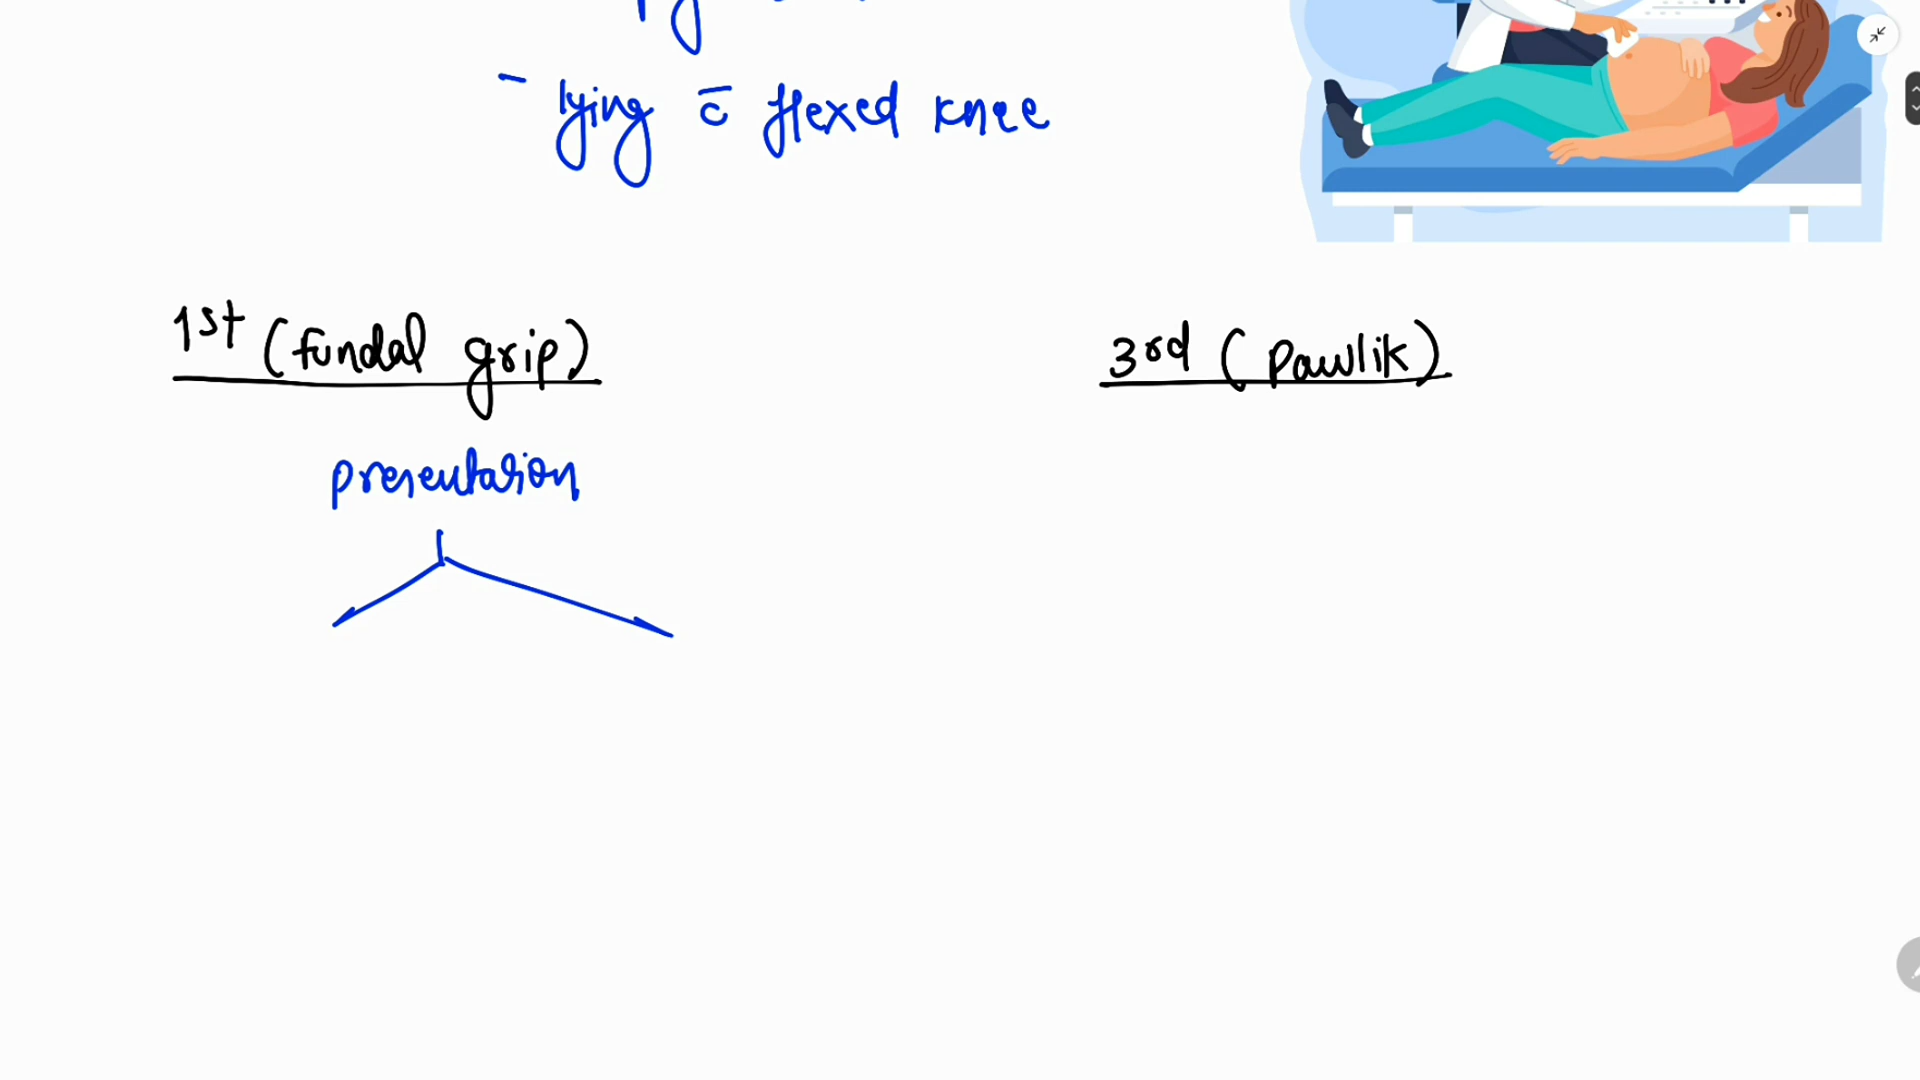 - lying c̄ flexed knee
1st (fundal grip)
3rd (Pawlik)
presentation